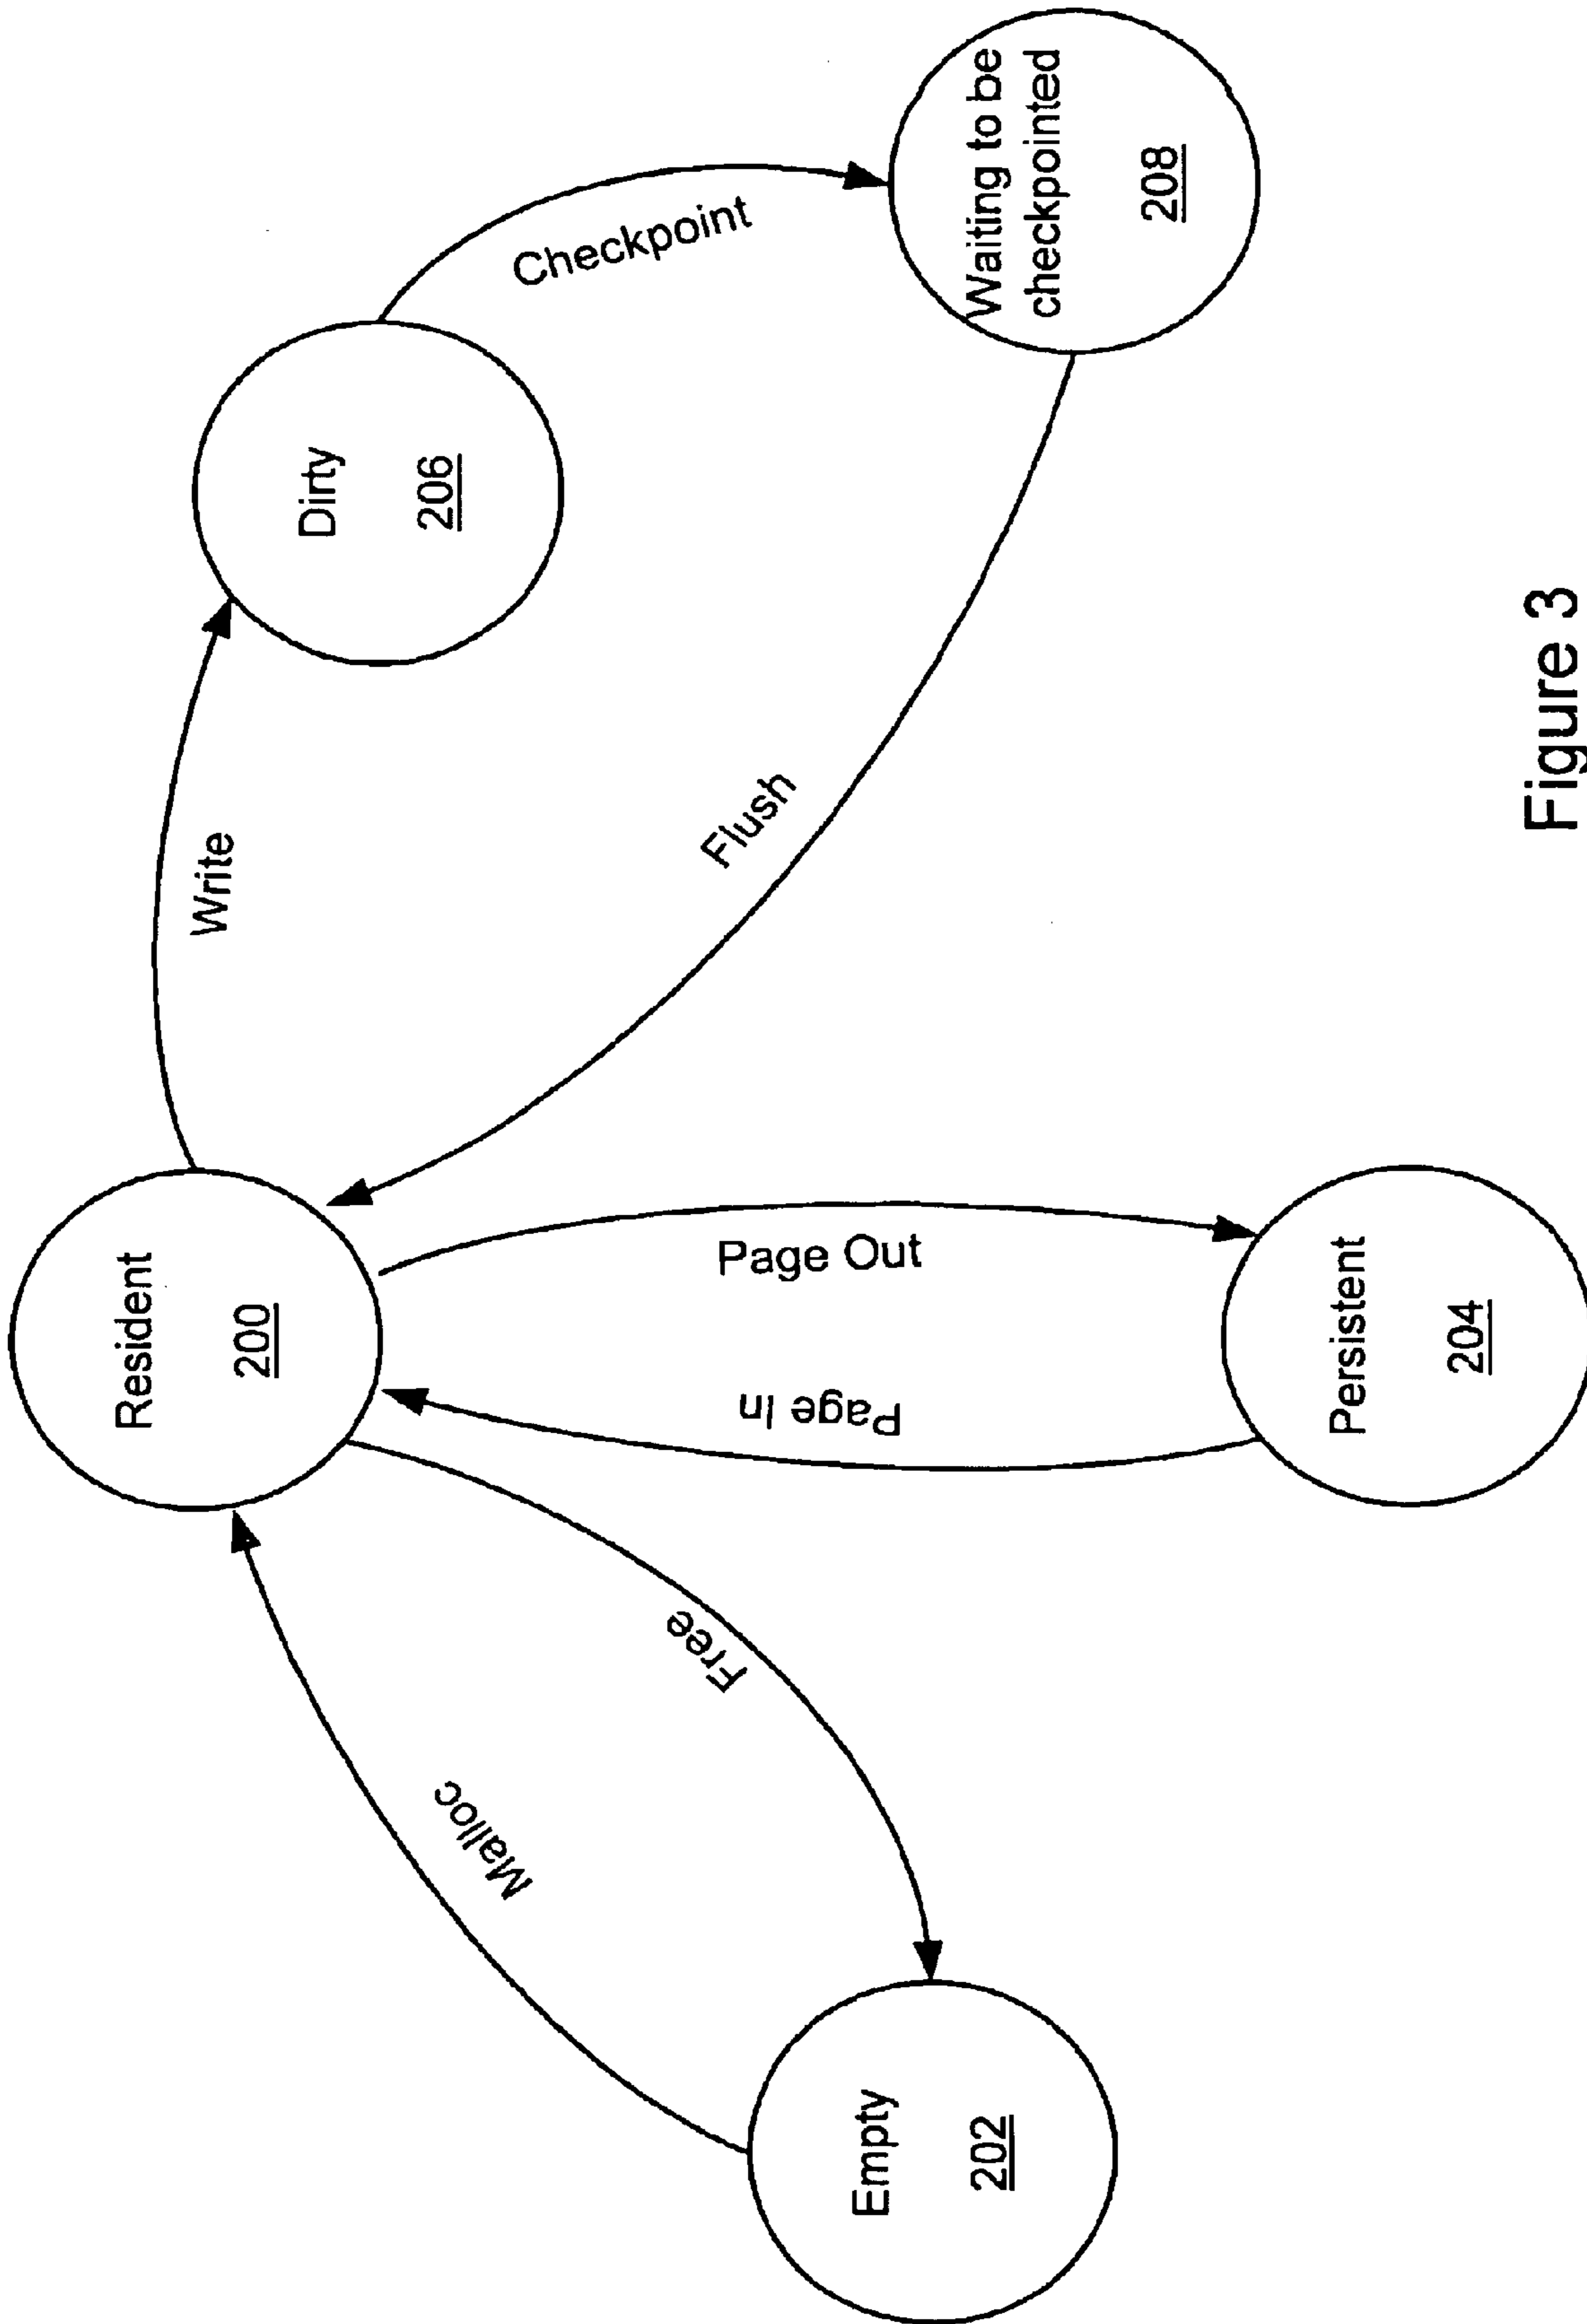 Resident
200
Write
Dirty
206
Checkpoint
Waiting to be
checkpointed
208
Flush
Malloc
Free
Empty
202
Page in
Page Out
Persistent
204
Figure 3